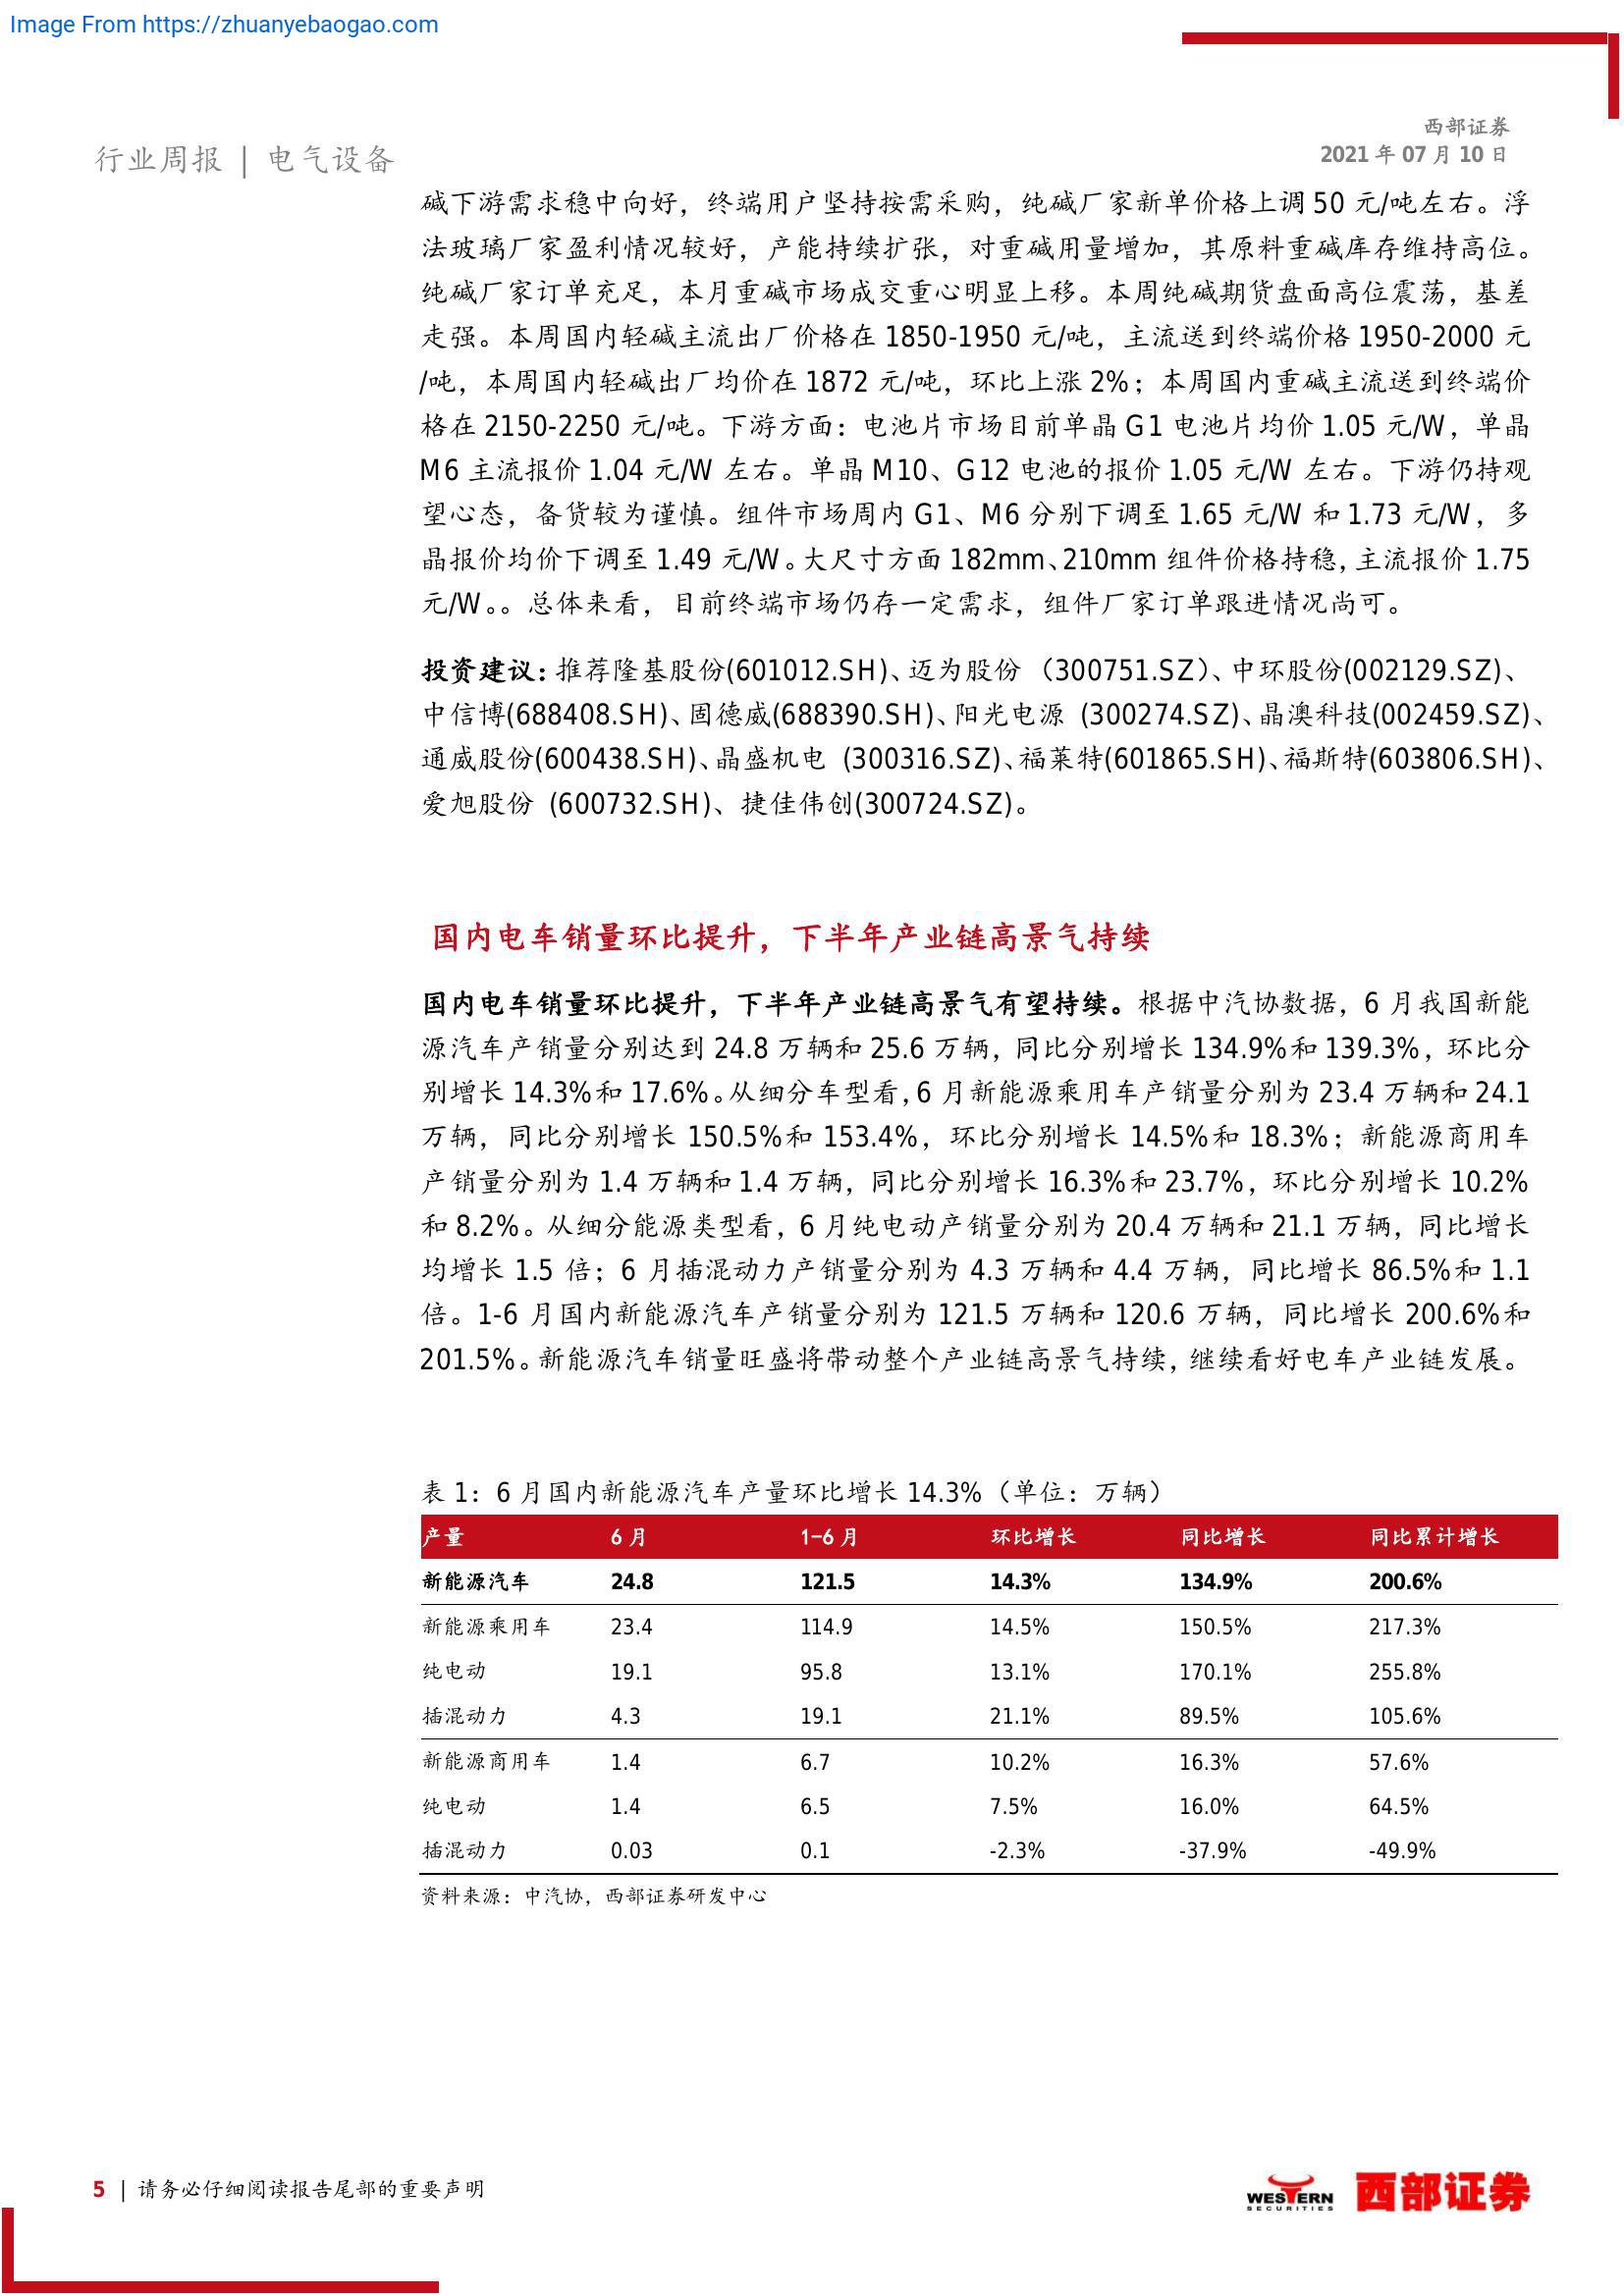 Image From https://zhuanyebaogao.com
西部证券
行业周报 | 电气设备
2021 年 07 月 10 日
碱下游需求稳中向好，终端用户坚持按需采购，纯碱厂家新单价格上调 50 元/吨左右。浮
法玻璃厂家盈利情况较好，产能持续扩张，对重碱用量增加，其原料重碱库存维持高位。
纯碱厂家订单充足，本月重碱市场成交重心明显上移。本周纯碱期货盘面高位震荡，基差
走强。本周国内轻碱主流出厂价格在 1850-1950 元/吨，主流送到终端价格 1950-2000 元
/吨，本周国内轻碱出厂均价在 1872 元/吨，环比上涨 2%；本周国内重碱主流送到终端价
格在 2150-2250 元/吨。下游方面：电池片市场目前单晶 G1 电池片均价 1.05 元/W，单晶
M6 主流报价 1.04 元/W 左右。单晶 M10、G12 电池的报价 1.05 元/W 左右。下游仍持观
望心态，备货较为谨慎。组件市场周内 G1、M6 分别下调至 1.65 元/W 和 1.73 元/W，多
晶报价均价下调至 1.49 元/W。大尺寸方面 182mm、210mm 组件价格持稳，主流报价 1.75
元/W。。总体来看，目前终端市场仍存一定需求，组件厂家订单跟进情况尚可。
投资建议：推荐隆基股份(601012.SH)、迈为股份（300751.SZ）、中环股份(002129.SZ)、
中信博(688408.SH)、固德威(688390.SH)、阳光电源 (300274.SZ)、晶澳科技(002459.SZ)、
通威股份(600438.SH)、晶盛机电 (300316.SZ)、福莱特(601865.SH)、福斯特(603806.SH)、
爱旭股份 (600732.SH)、捷佳伟创(300724.SZ)。
国内电车销量环比提升，下半年产业链高景气持续
国内电车销量环比提升，下半年产业链高景气有望持续。根据中汽协数据，6 月我国新能
源汽车产销量分别达到 24.8 万辆和 25.6 万辆，同比分别增长 134.9%和 139.3%，环比分
别增长 14.3%和 17.6%。从细分车型看，6 月新能源乘用车产销量分别为 23.4 万辆和 24.1
万辆，同比分别增长 150.5%和 153.4%，环比分别增长 14.5%和 18.3%；新能源商用车
产销量分别为 1.4 万辆和 1.4 万辆，同比分别增长 16.3%和 23.7%，环比分别增长 10.2%
和 8.2%。从细分能源类型看，6 月纯电动产销量分别为 20.4 万辆和 21.1 万辆，同比增长
均增长 1.5 倍；6 月插混动力产销量分别为 4.3 万辆和 4.4 万辆，同比增长 86.5%和 1.1
倍。1-6 月国内新能源汽车产销量分别为 121.5 万辆和 120.6 万辆，同比增长 200.6%和
201.5%。新能源汽车销量旺盛将带动整个产业链高景气持续，继续看好电车产业链发展。
表 1：6 月国内新能源汽车产量环比增长 14.3%（单位：万辆）
产量 6 月 1-6 月 环比增长 同比增长 同比累计增长
新能源汽车 24.8 121.5 14.3% 134.9% 200.6%
新能源乘用车 23.4 114.9 14.5% 150.5% 217.3%
纯电动 19.1 95.8 13.1% 170.1% 255.8%
插混动力 4.3 19.1 21.1% 89.5% 105.6%
新能源商用车 1.4 6.7 10.2% 16.3% 57.6%
纯电动 1.4 6.5 7.5% 16.0% 64.5%
插混动力 0.03 0.1 -2.3% -37.9% -49.9%
资料来源：中汽协，西部证券研发中心
5 | 请务必仔细阅读报告尾部的重要声明
WESTERN SECURITIES 西部证券